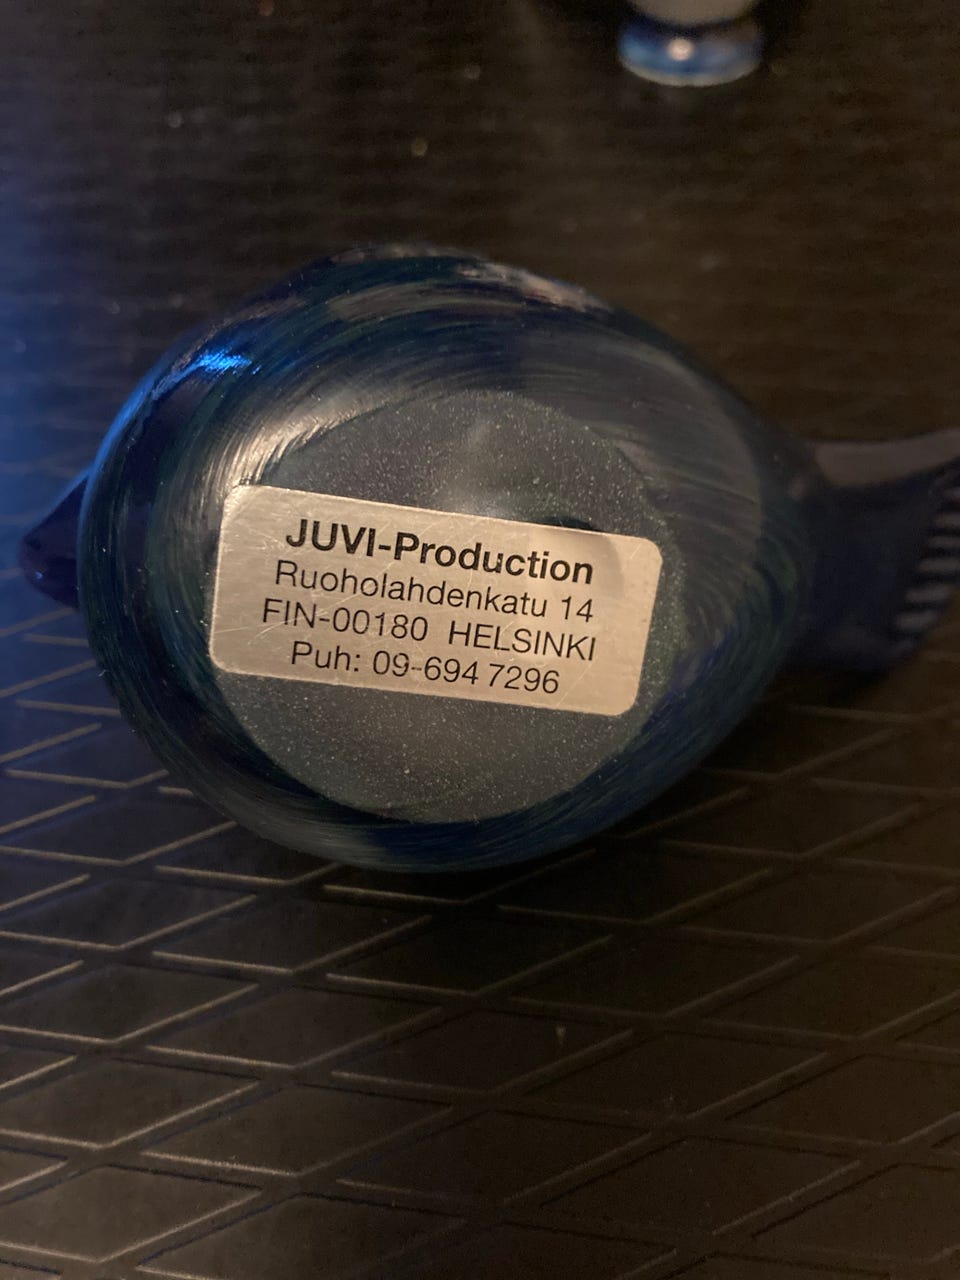 JUVI-Production
Ruoholahdenkatu 14
FIN-00180 HELSINKI
Puh: 09-694 7296